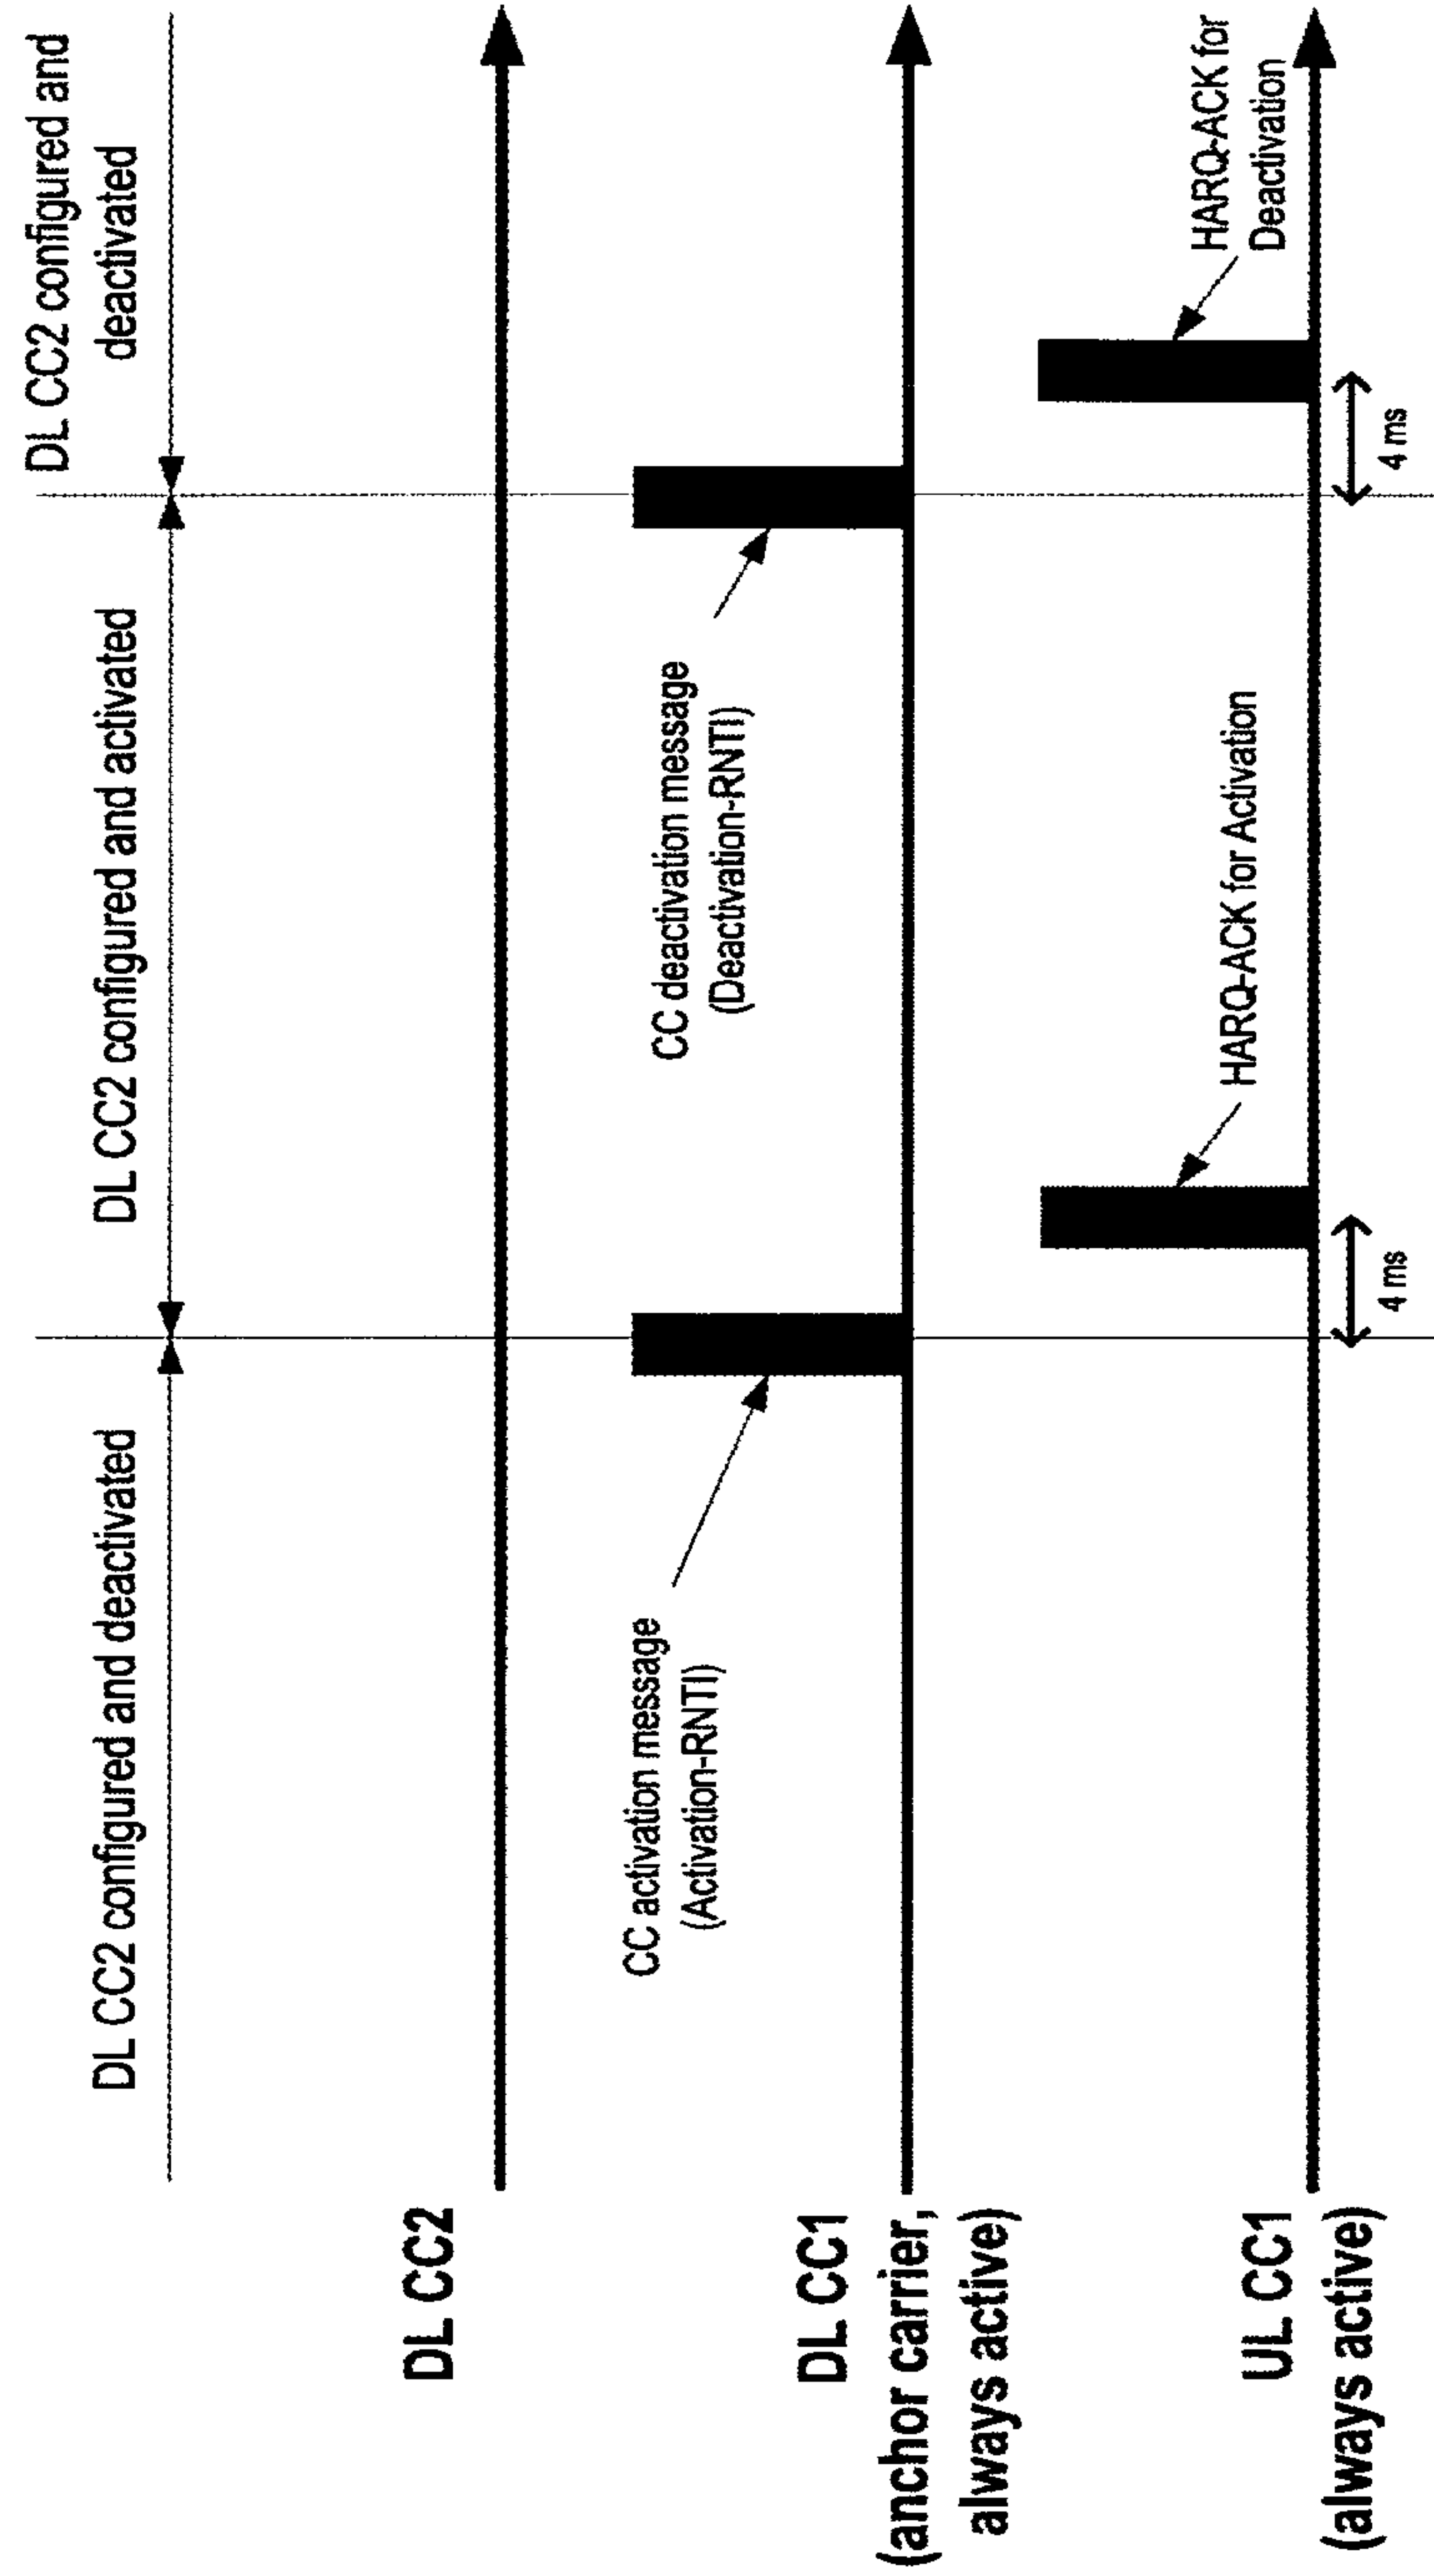 DL CC2 configured and deactivated
DL CC2 configured and activated
DL CC2 configured and
deactivated
DL CC2
CC activation message
(Activation-RNTI)
CC deactivation message
(Deactivation-RNTI)
DL CC1
(anchor carrier,
always active)
HARQ-ACK for Activation
HARQ-ACK for
Deactivation
UL CC1
(always active)
4 ms
4 ms